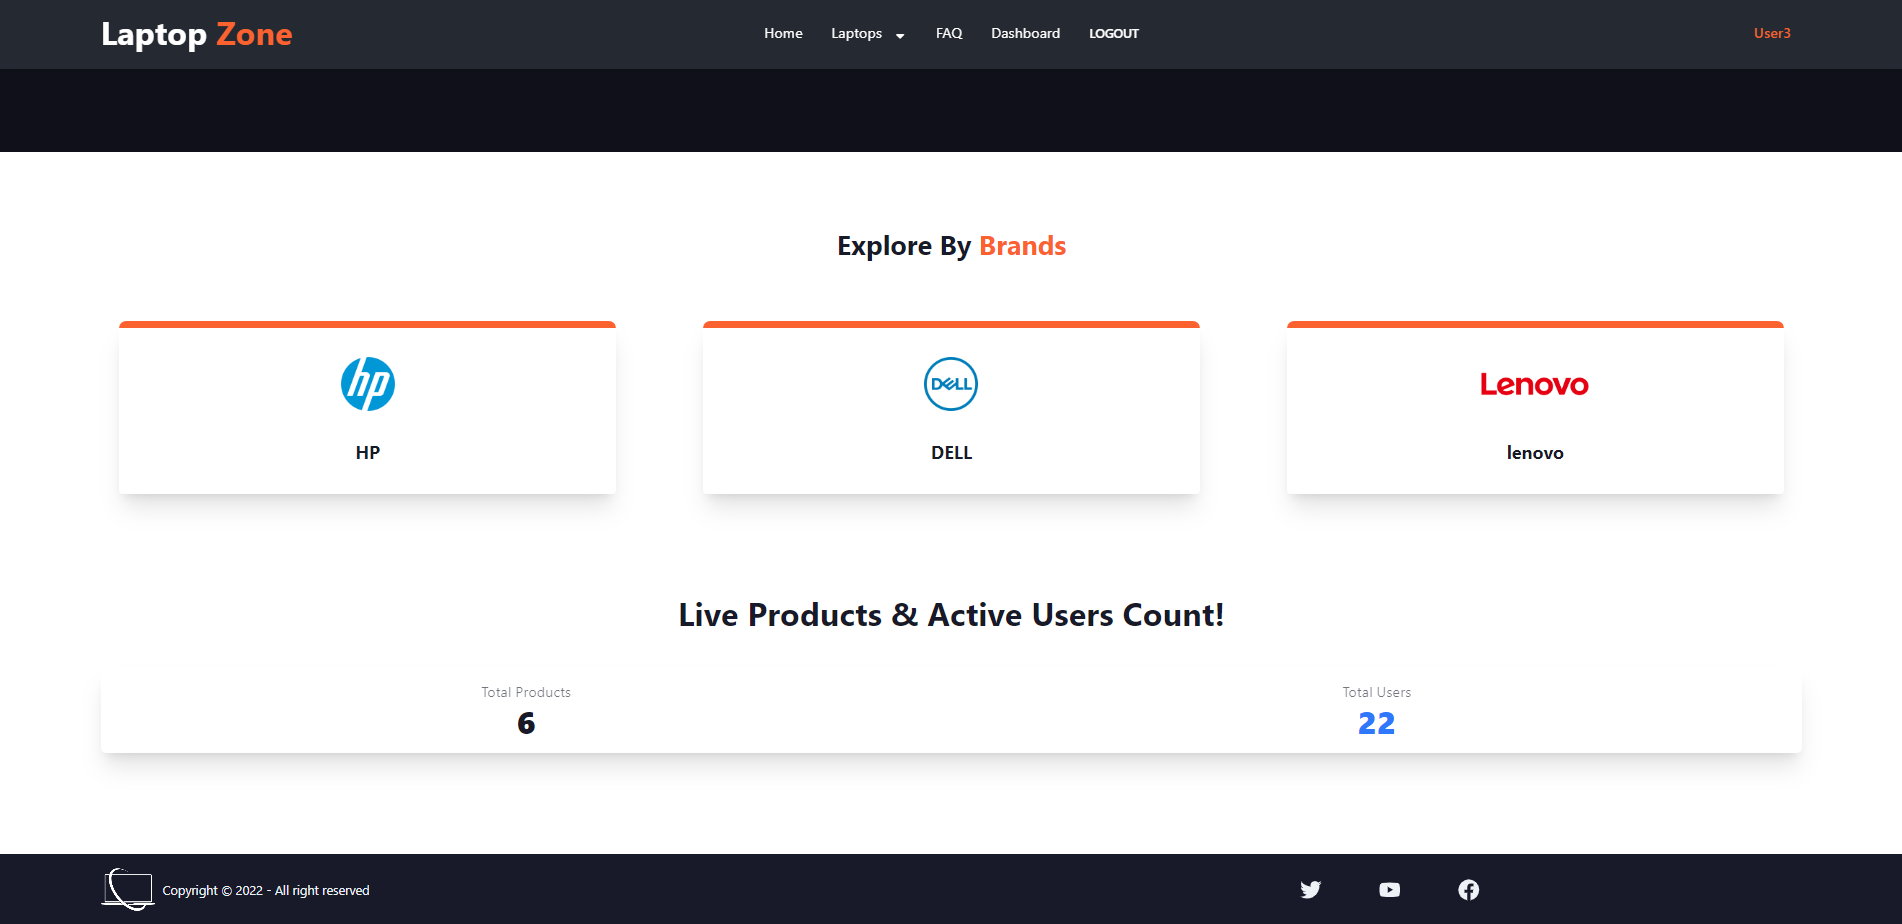 Laptop Zone
Home Laptops FAQ Dashboard LOGOUT
User3
Explore By Brands
hp DELL Lenovo
HP DELL lenovo
Live Products & Active Users Count!
Total Products Total Users
6 22
Copyright © 2022 - All right reserved